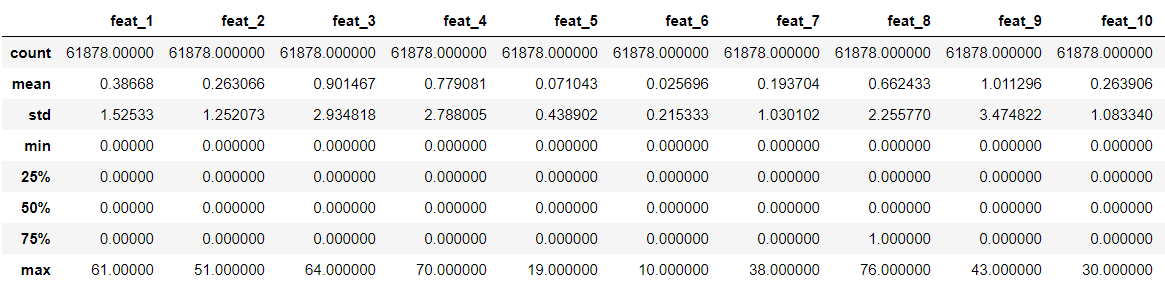 feat_1 feat_2 feat_3 feat_4 feat_5 feat_6 feat_7 feat_8 feat_9 feat_10
count 61878.00000 61878.000000 61878.000000 61878.000000 61878.000000 61878.000000 61878.000000 61878.000000 61878.000000 61878.000000
mean 0.38668 0.263066 0.901467 0.779081 0.071043 0.025696 0.193704 0.662433 1.011296 0.263906
std 1.52533 1.252073 2.934818 2.788005 0.438902 0.215333 1.030102 2.255770 3.474822 1.083340
min 0.00000 0.000000 0.000000 0.000000 0.000000 0.000000 0.000000 0.000000 0.000000 0.000000
25% 0.00000 0.000000 0.000000 0.000000 0.000000 0.000000 0.000000 0.000000 0.000000 0.000000
50% 0.00000 0.000000 0.000000 0.000000 0.000000 0.000000 0.000000 0.000000 0.000000 0.000000
75% 0.00000 0.000000 0.000000 0.000000 0.000000 0.000000 0.000000 1.000000 0.000000 0.000000
max 61.00000 51.000000 64.000000 70.000000 19.000000 10.000000 38.000000 76.000000 43.000000 30.000000